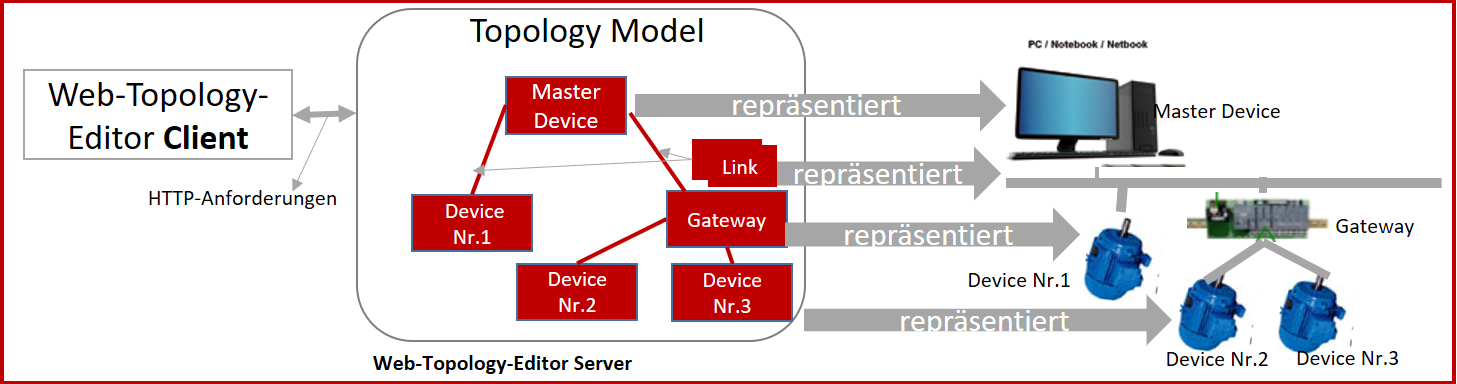 Topology Model
PC / Notebook / Netbook
Web-Topology-
Editor Client
Master
Device
repräsentiert
Master Device
Link
repräsentiert
HTTP-Anforderungen
Device
Nr.1
Gateway
repräsentiert
Gateway
Device Nr.1
Device
Nr.2
Device
Nr.3
repräsentiert
Device Nr.2
Device Nr.3
Web-Topology-Editor Server